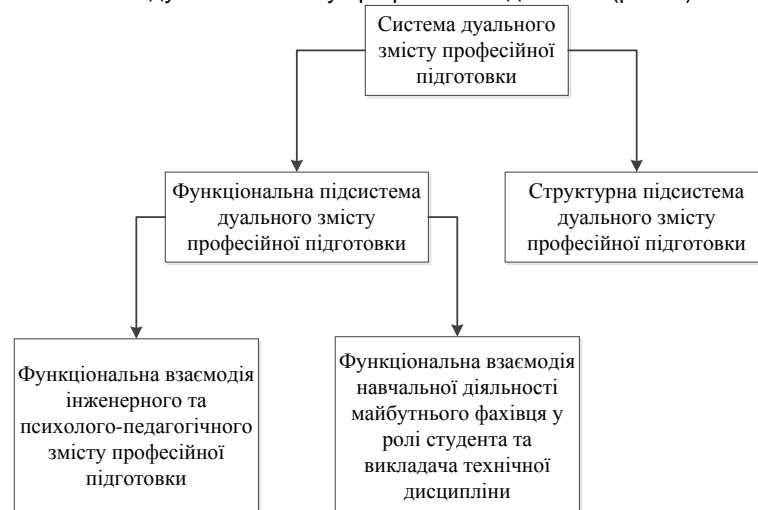 Система дуального
змісту професійної
підготовки
Функціональна підсистема
дуального змісту
професійної підготовки
Структурна підсистема
дуального змісту
професійної підготовки
Функціональна взаємодія
інженерного та
психолого-педагогічного
змісту професійної
підготовки
Функціональна взаємодія
навчальної діяльності
майбутнього фахівця у
ролі студента та
викладача технічної
дисципліни